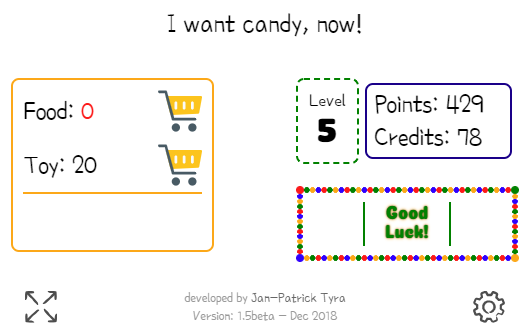 I want candy, now!
Food: 0
Toy: 20
Level
5
Points: 429
Credits: 78
Good
Luck!
developed by Jan-Patrick Tyra
Version: 1.5beta - Dec 2018